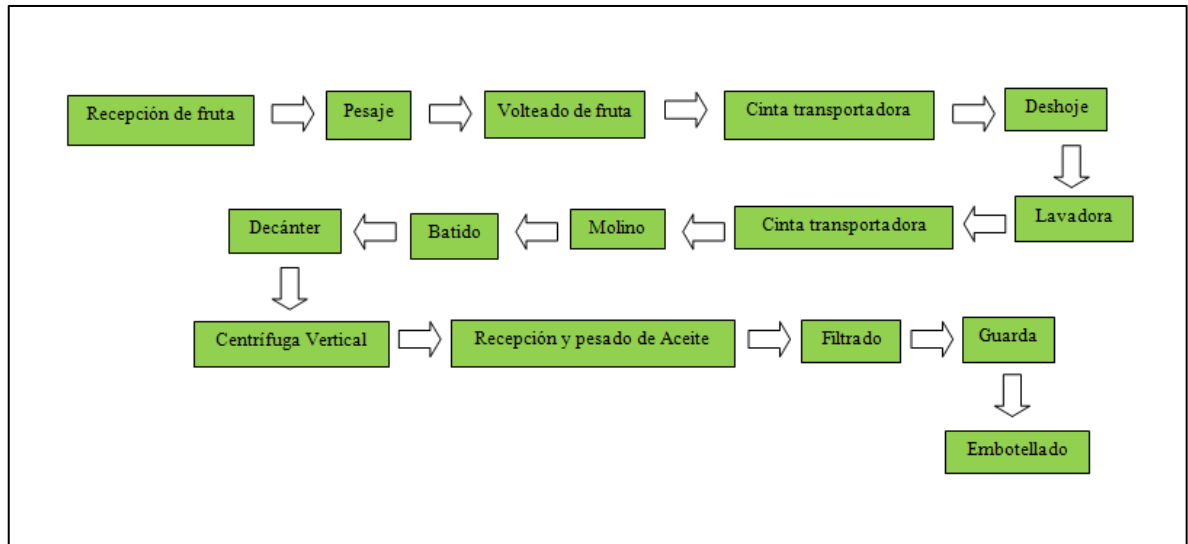 Recepción de fruta
Pesaje
Volteado de fruta
Cinta transportadora
Deshoje
Lavadora
Cinta transportadora
Molino
Batido
Decánter
Centrífuga Vertical
Recepción y pesado de Aceite
Filtrado
Guarda
Embotellado